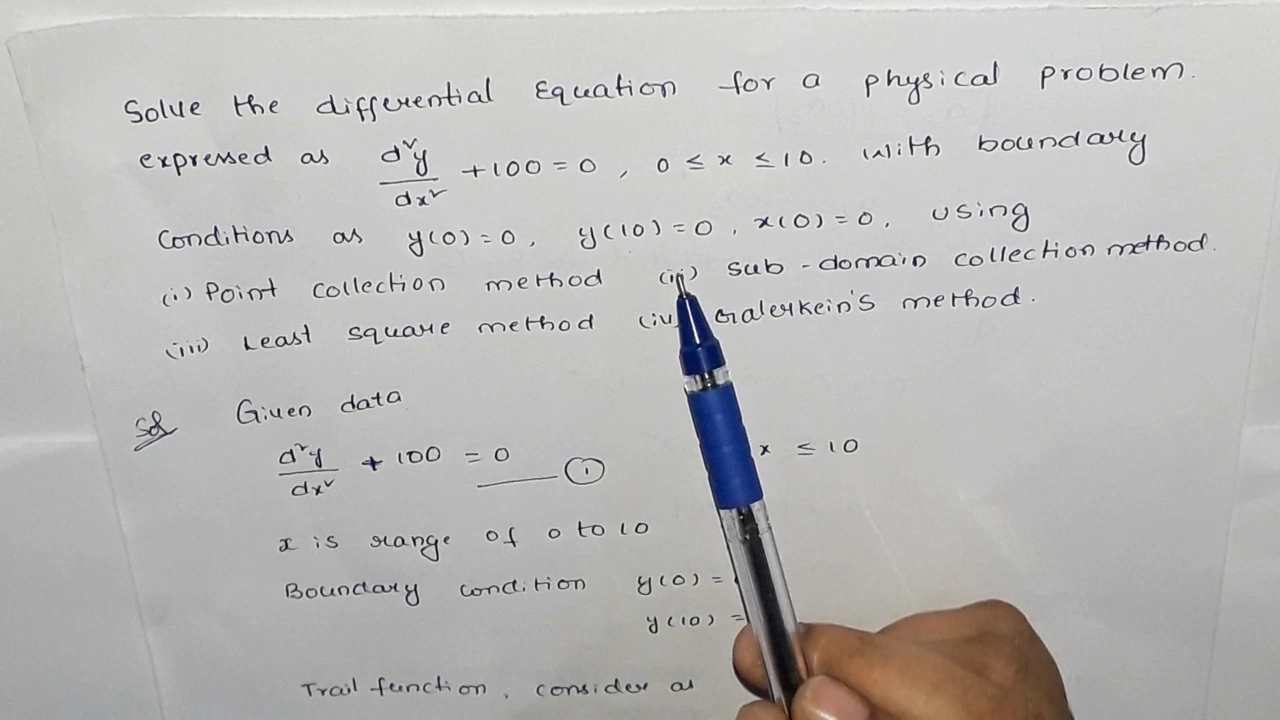 Solve the differential Equation for a physical problem.
expressed as d²y/dx² +100 = 0 , 0 ≤ x ≤ 10. With boundary
Conditions as y(0) = 0, y(10) = 0 , x(0) = 0, using
(i) Point collection method (ii) sub-domain collection method.
(iii) Least square method (iv) Galerkein's method.
Sol Given data
d²y/dx² + 100 = 0 ——— ① x ≤ 10
x is range of 0 to 10
Boundary condition y(0) =
y(10) =
Trail function, consider as